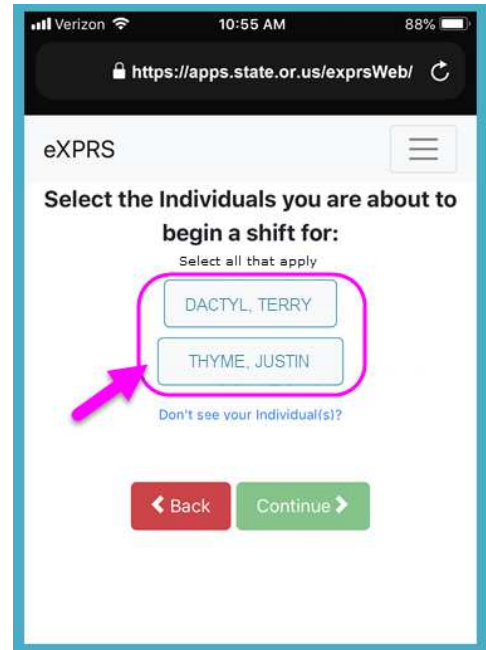 Verizon 10:55 AM 88%
https://apps.state.or.us/exprsWeb/
eXPRS
Select the Individuals you are about to
begin a shift for:
Select all that apply
DACTYL, TERRY
THYME, JUSTIN
Don't see your Individual(s)?
Back Continue